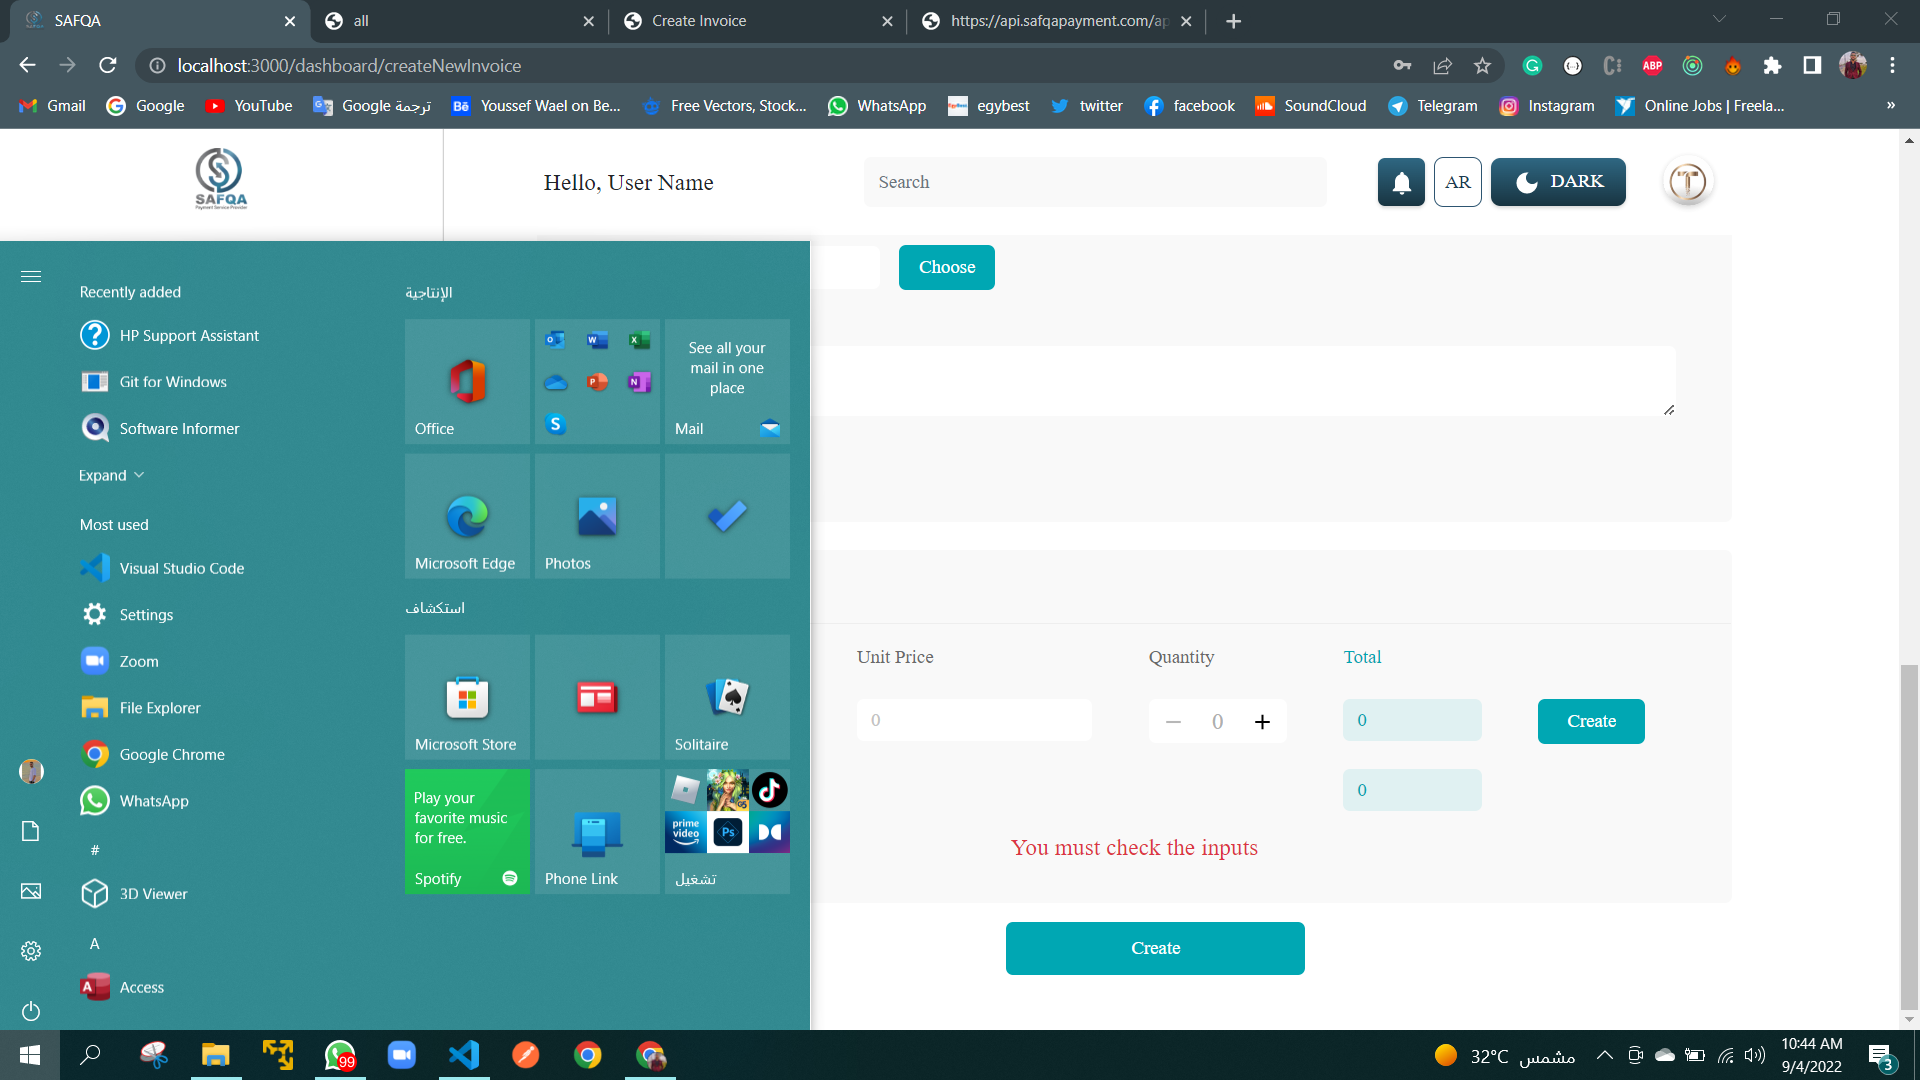 SAFQA
all
Create Invoice
https://api.safqapayment.com/ap
localhost:3000/dashboard/createNewInvoice
ABP
Gmail
Google
YouTube
ترجمة Google
Bē
Youssef Wael on Be...
Free Vectors, Stock...
WhatsApp
egybest
twitter
facebook
SoundCloud
Telegram
Instagram
Online Jobs | Freela...
»
SAFQA
Payment Service Provider
Hello, User Name
Search
AR
DARK
T
Choose
Recently added
HP Support Assistant
Git for Windows
Software Informer
Expand
Most used
Visual Studio Code
Settings
Zoom
File Explorer
Google Chrome
WhatsApp
#
3D Viewer
A
Access
الإنتاجية
Office
See all your
mail in one
place
Mail
Microsoft Edge
Photos
استكشاف
Microsoft Store
Solitaire
Play your
favorite music
for free.
Spotify
Phone Link
prime
video
Ps
تشغيل
Unit Price
Quantity
Total
0
0
0
Create
0
You must check the inputs
Create
99
32°C مشمس
10:44 AM
9/4/2022
3